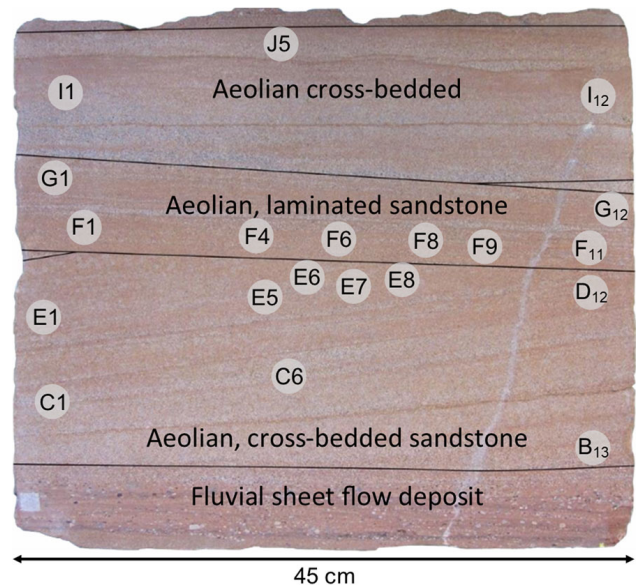 J5
I1
Aeolian cross-bedded
I12
G1
Aeolian, laminated sandstone
G12
F1
F4
F6
F8
F9
F11
E5
E6
E7
E8
D12
E1
C6
C1
Aeolian, cross-bedded sandstone
B13
Fluvial sheet flow deposit
45 cm